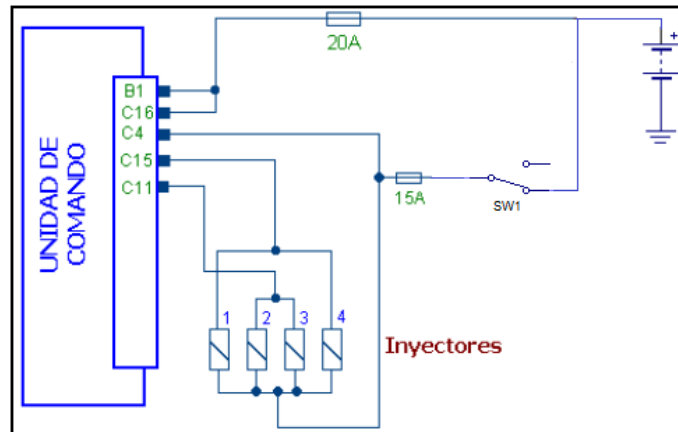 20A
+
B1
C16
C4
C15
C11
UNIDAD DE
COMANDO
15A
SW1
1 2 3 4
Inyectores